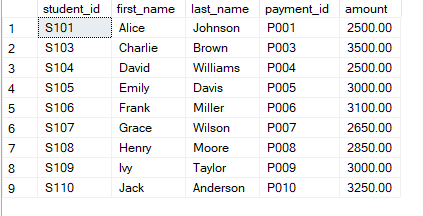 student_id first_name last_name payment_id amount
1 S101 Alice Johnson P001 2500.00
2 S103 Charlie Brown P003 3500.00
3 S104 David Williams P004 2500.00
4 S105 Emily Davis P005 3000.00
5 S106 Frank Miller P006 3100.00
6 S107 Grace Wilson P007 2650.00
7 S108 Henry Moore P008 2850.00
8 S109 Ivy Taylor P009 3000.00
9 S110 Jack Anderson P010 3250.00